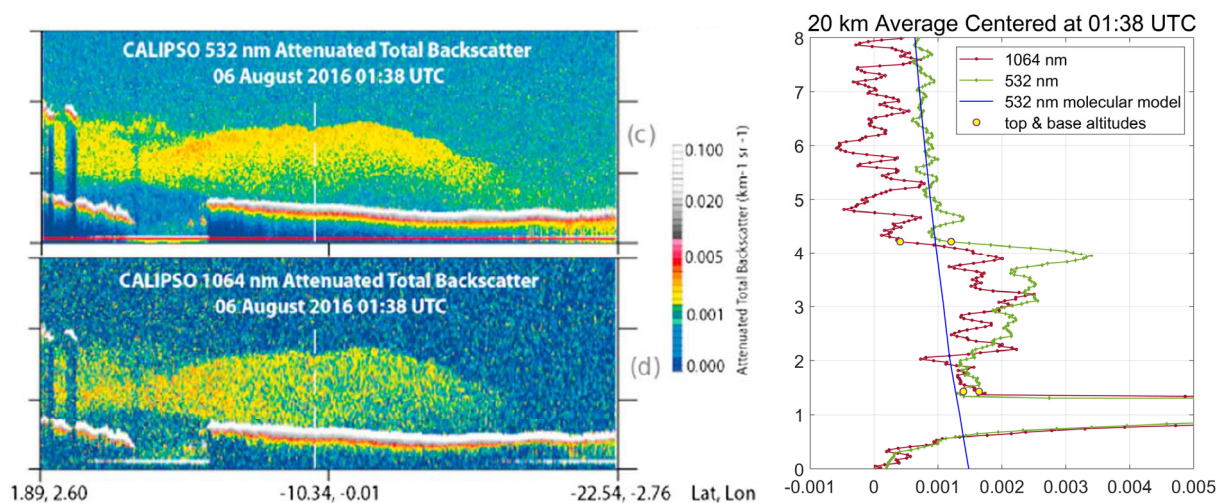 CALIPSO 532 nm Attenuated Total Backscatter
06 August 2016 01:38 UTC
(c)
CALIPSO 1064 nm Attenuated Total Backscatter
06 August 2016 01:38 UTC
(d)
0.100
0.020
0.005
0.001
0.000
Attenuated Total Backscatter (km-1 sr-1)
1.89, 2.60
-10.34, -0.01
-22.54, -2.76
Lat, Lon
20 km Average Centered at 01:38 UTC
1064 nm
532 nm
532 nm molecular model
top & base altitudes
8
7
6
5
4
3
2
1
0
-0.001
0
0.001
0.002
0.003
0.004
0.005